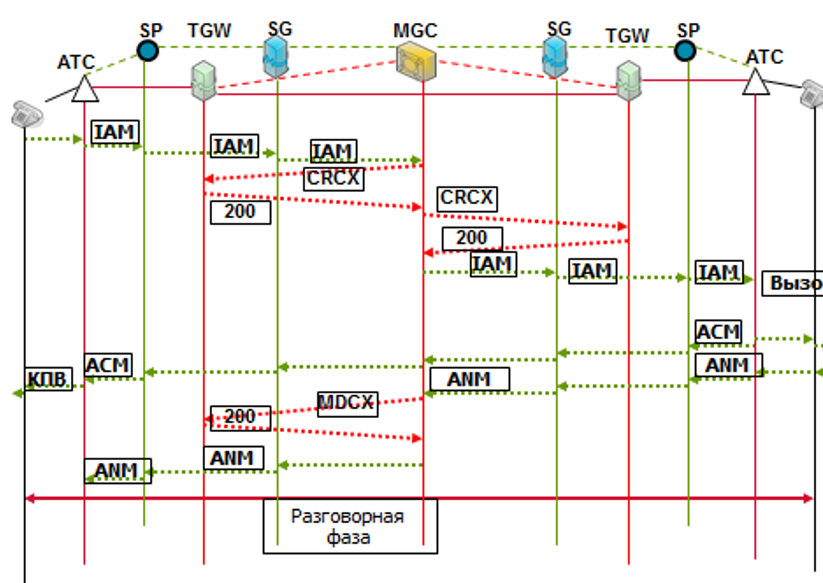 SP
TGW
SG
MGC
SG
TGW
SP
АТС
АТС
IAM
IAM
IAM
CRCX
200
CRCX
200
IAM
IAM
IAM
Вызо
ACM
ACM
ANM
КПВ
ANM
MDCX
200
ANM
ANM
Разговорная
фаза